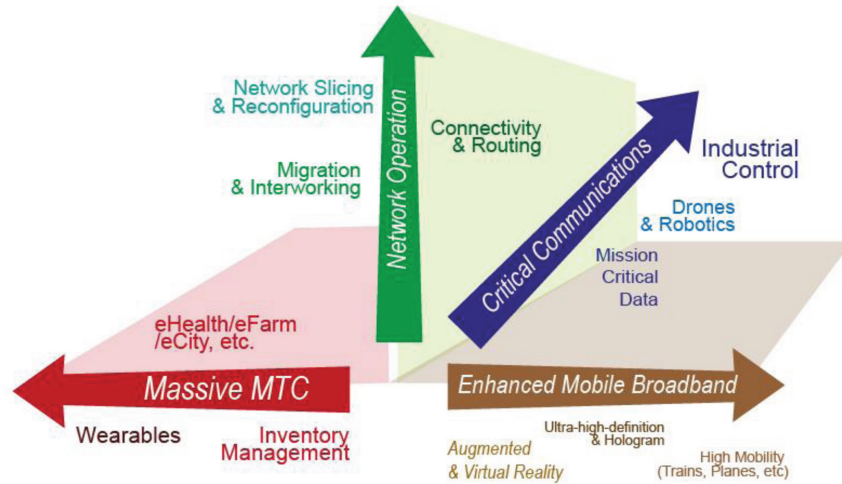 Network Slicing
& Reconfiguration
Migration
& Interworking
Network Operation
Connectivity
& Routing
Critical Communications
Industrial
Control
Drones
& Robotics
Mission
Critical
Data
eHealth/eFarm
/eCity, etc.
Massive MTC
Enhanced Mobile Broadband
Wearables
Inventory
Management
Ultra-high-definition
& Hologram
Augmented
& Virtual Reality
High Mobility
(Trains, Planes, etc)